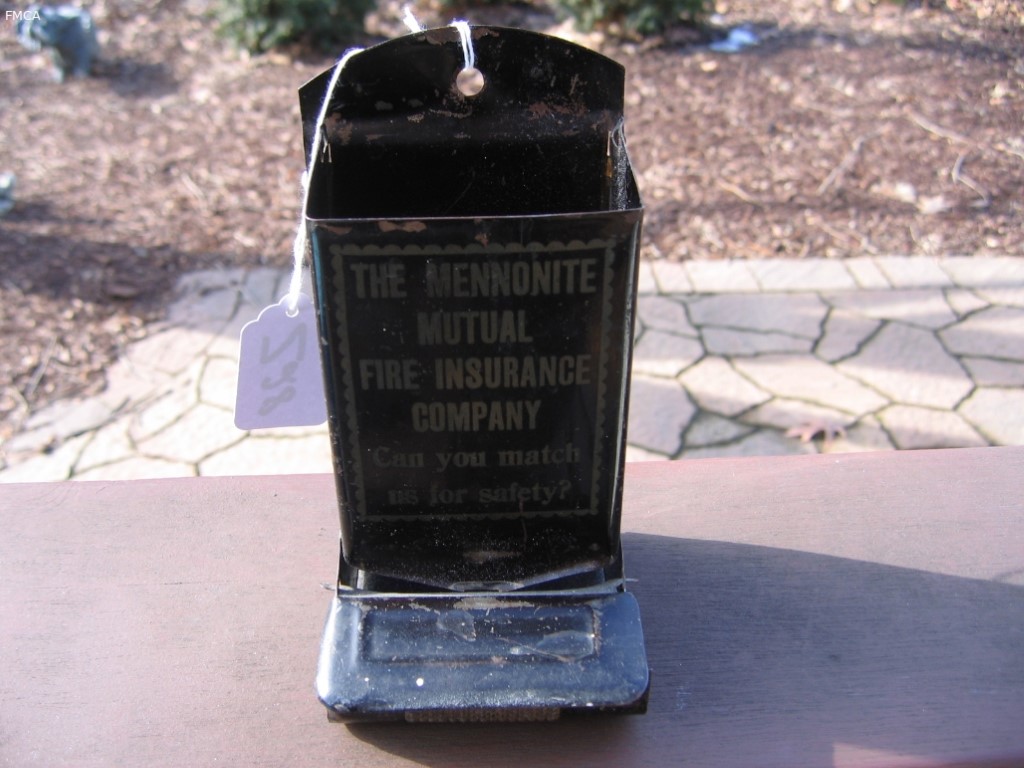 FMCA
THE MENNONITE
MUTUAL
FIRE INSURANCE
COMPANY
Can you match
us for safety?